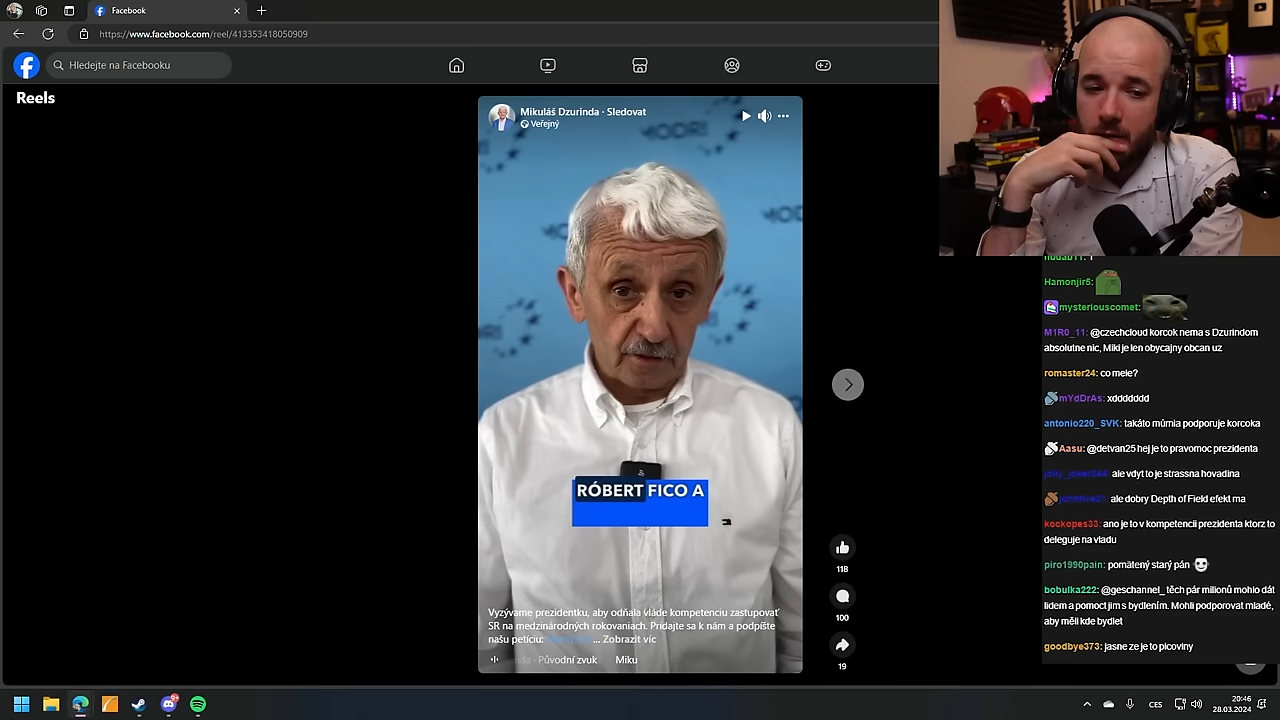 Facebook
https://www.facebook.com/reel/413353418050909
Hledejte na Facebooku
Reels
Mikuláš Dzurinda · Sledovat
Veřejný
MODRÍ
RÓBERT FICO A
118
100
19
Vyzývame prezidentku, aby odňala vláde kompetenciu zastupovať
SR na medzinárodných rokovaniach. Pridajte sa k nám a podpíšte
našu petíciu:
... Zobrazit víc
Původní zvuk
Miku
Hamonjir5:
mysteriouscomet:
M1R0_11: @czechcloud korcok nema s Dzurindom
absolutne nic, Miki je len obycajny obcan uz
romaster24: co mele?
mYdDrAs: xddddddd
antonio220_SVK: takáto múmia podporuje korcoka
Aasu: @detvan25 hej je to pravomoc prezidenta
jolly_joker244: ale vdyt to je strassna hovadina
ale dobry Depth of Field efekt ma
kockopes33: ano je to v kompetencii prezidenta ktorz to
deleguje na vladu
piro1990pain: pomätený starý pán
bobulka222: @geschannel_ těch pár milionů mohlo dát
lidem a pomoct jim s bydlením. Mohli podporovat mladé,
aby měli kde bydlet
goodbye373: jasne ze je to picoviny
CES
20:46
28.03.2024